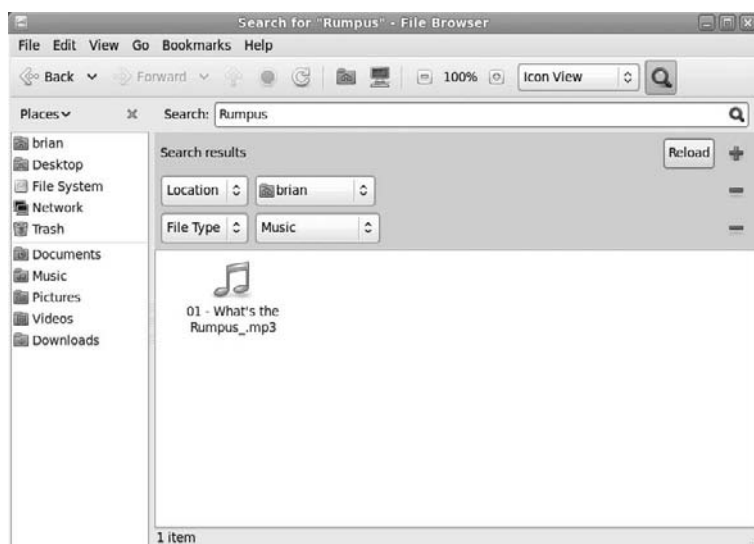 Search for "Rumpus" - File Browser
File Edit View Go Bookmarks Help
Back Forward 100% Icon View
Places Search: Rumpus
brian
Desktop
File System
Network
Trash
Documents
Music
Pictures
Videos
Downloads
Search results Reload
Location brian
File Type Music
01 - What's the
Rumpus_.mp3
1 item